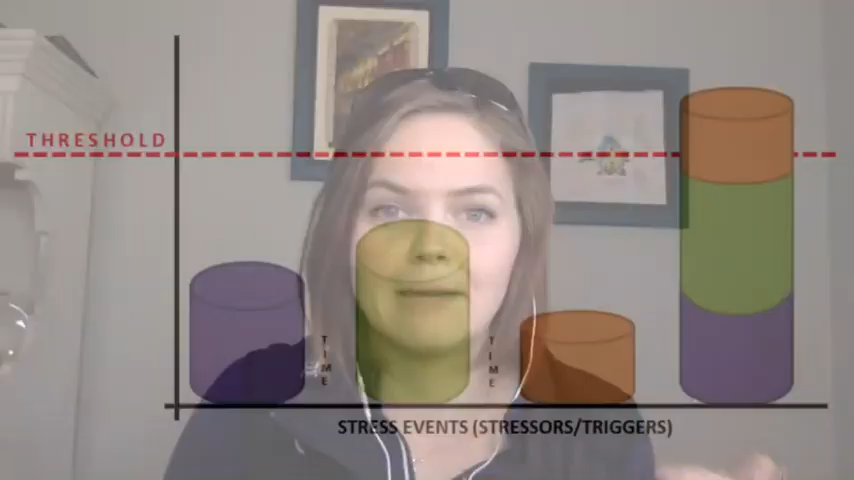 THRESHOLD
TIME
TIME
STRESS EVENTS (STRESSORS/TRIGGERS)